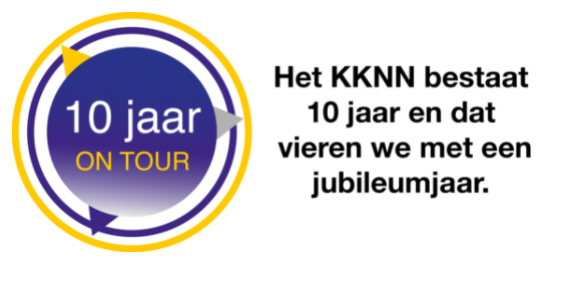 10 jaar
ON TOUR
Het KKNN bestaat
10 jaar en dat
vieren we met een
jubileumjaar.